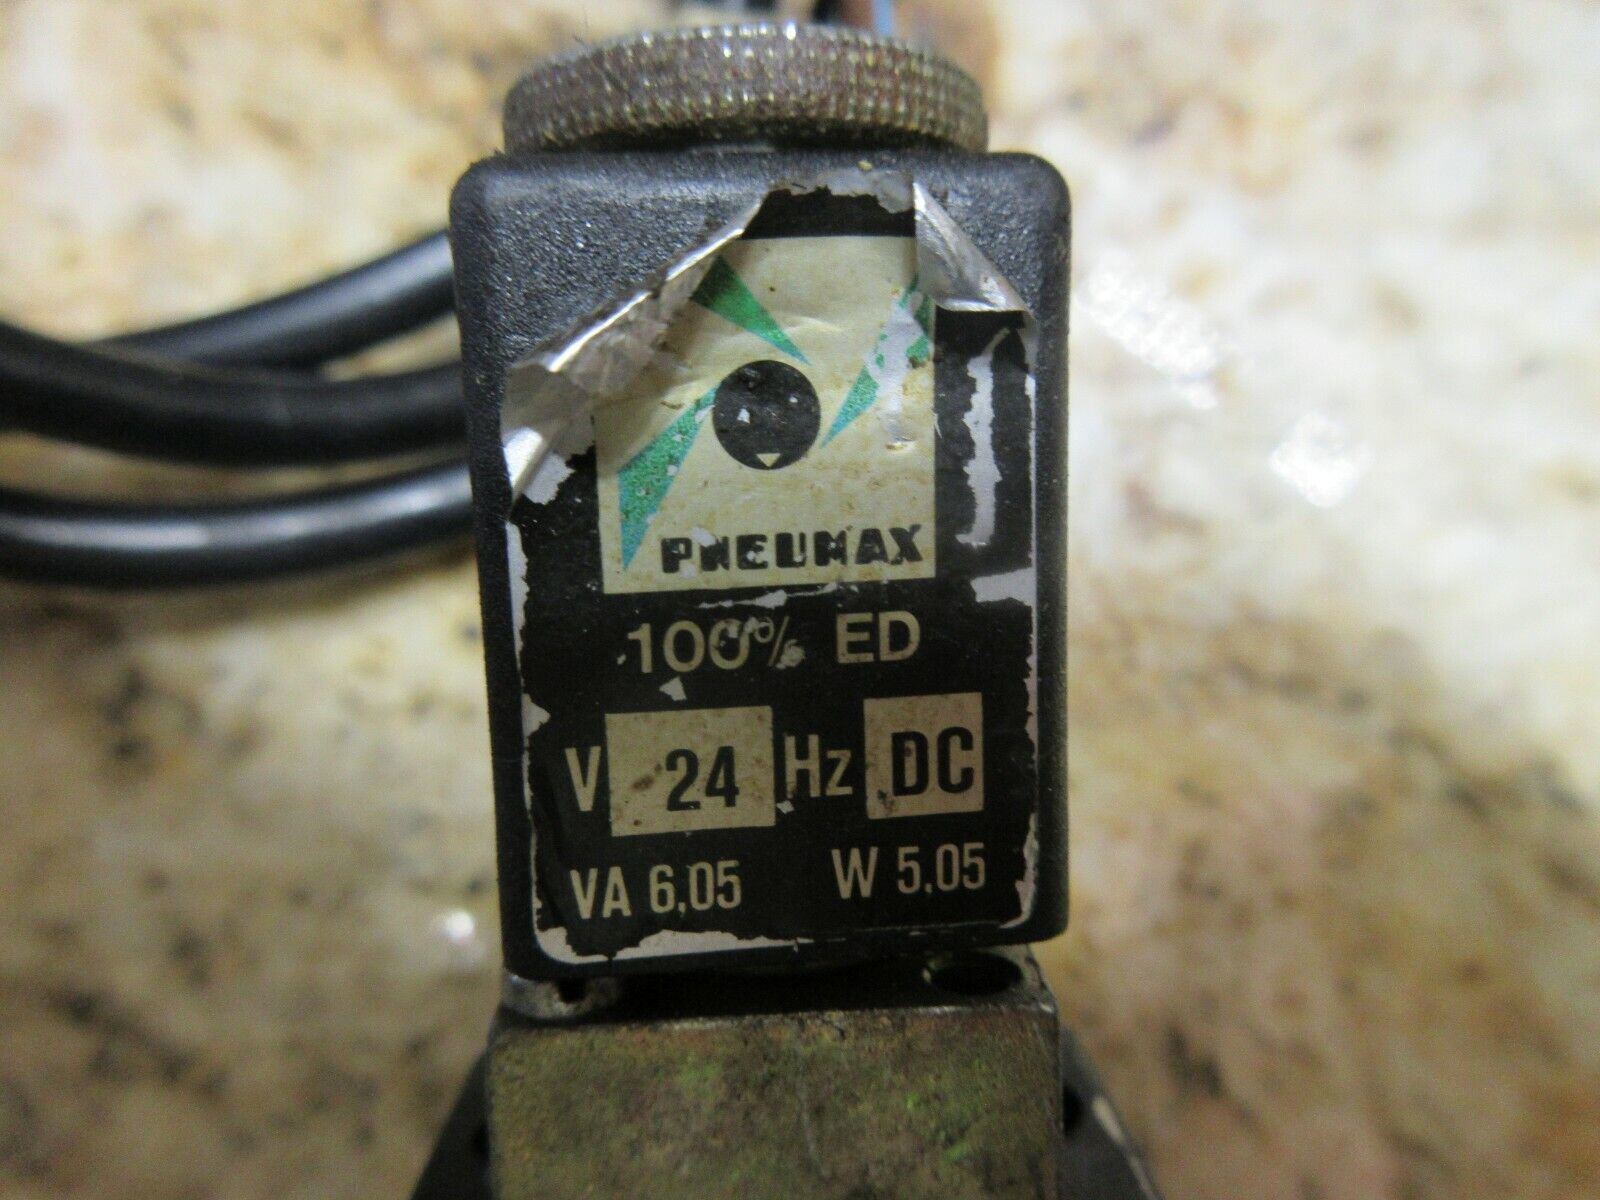 PNEUMAX
100% ED
V 24 Hz DC
VA 6,05 W 5,05